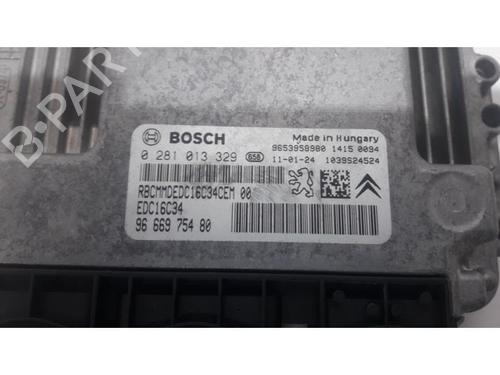 BOSCH
Made in Hungary
9653958980 1415 0094
0 281 013 329 658 11-01-24 1039S24524
RBCMMDEDC16C34CEM 00
EDC16C34
96 669 754 80